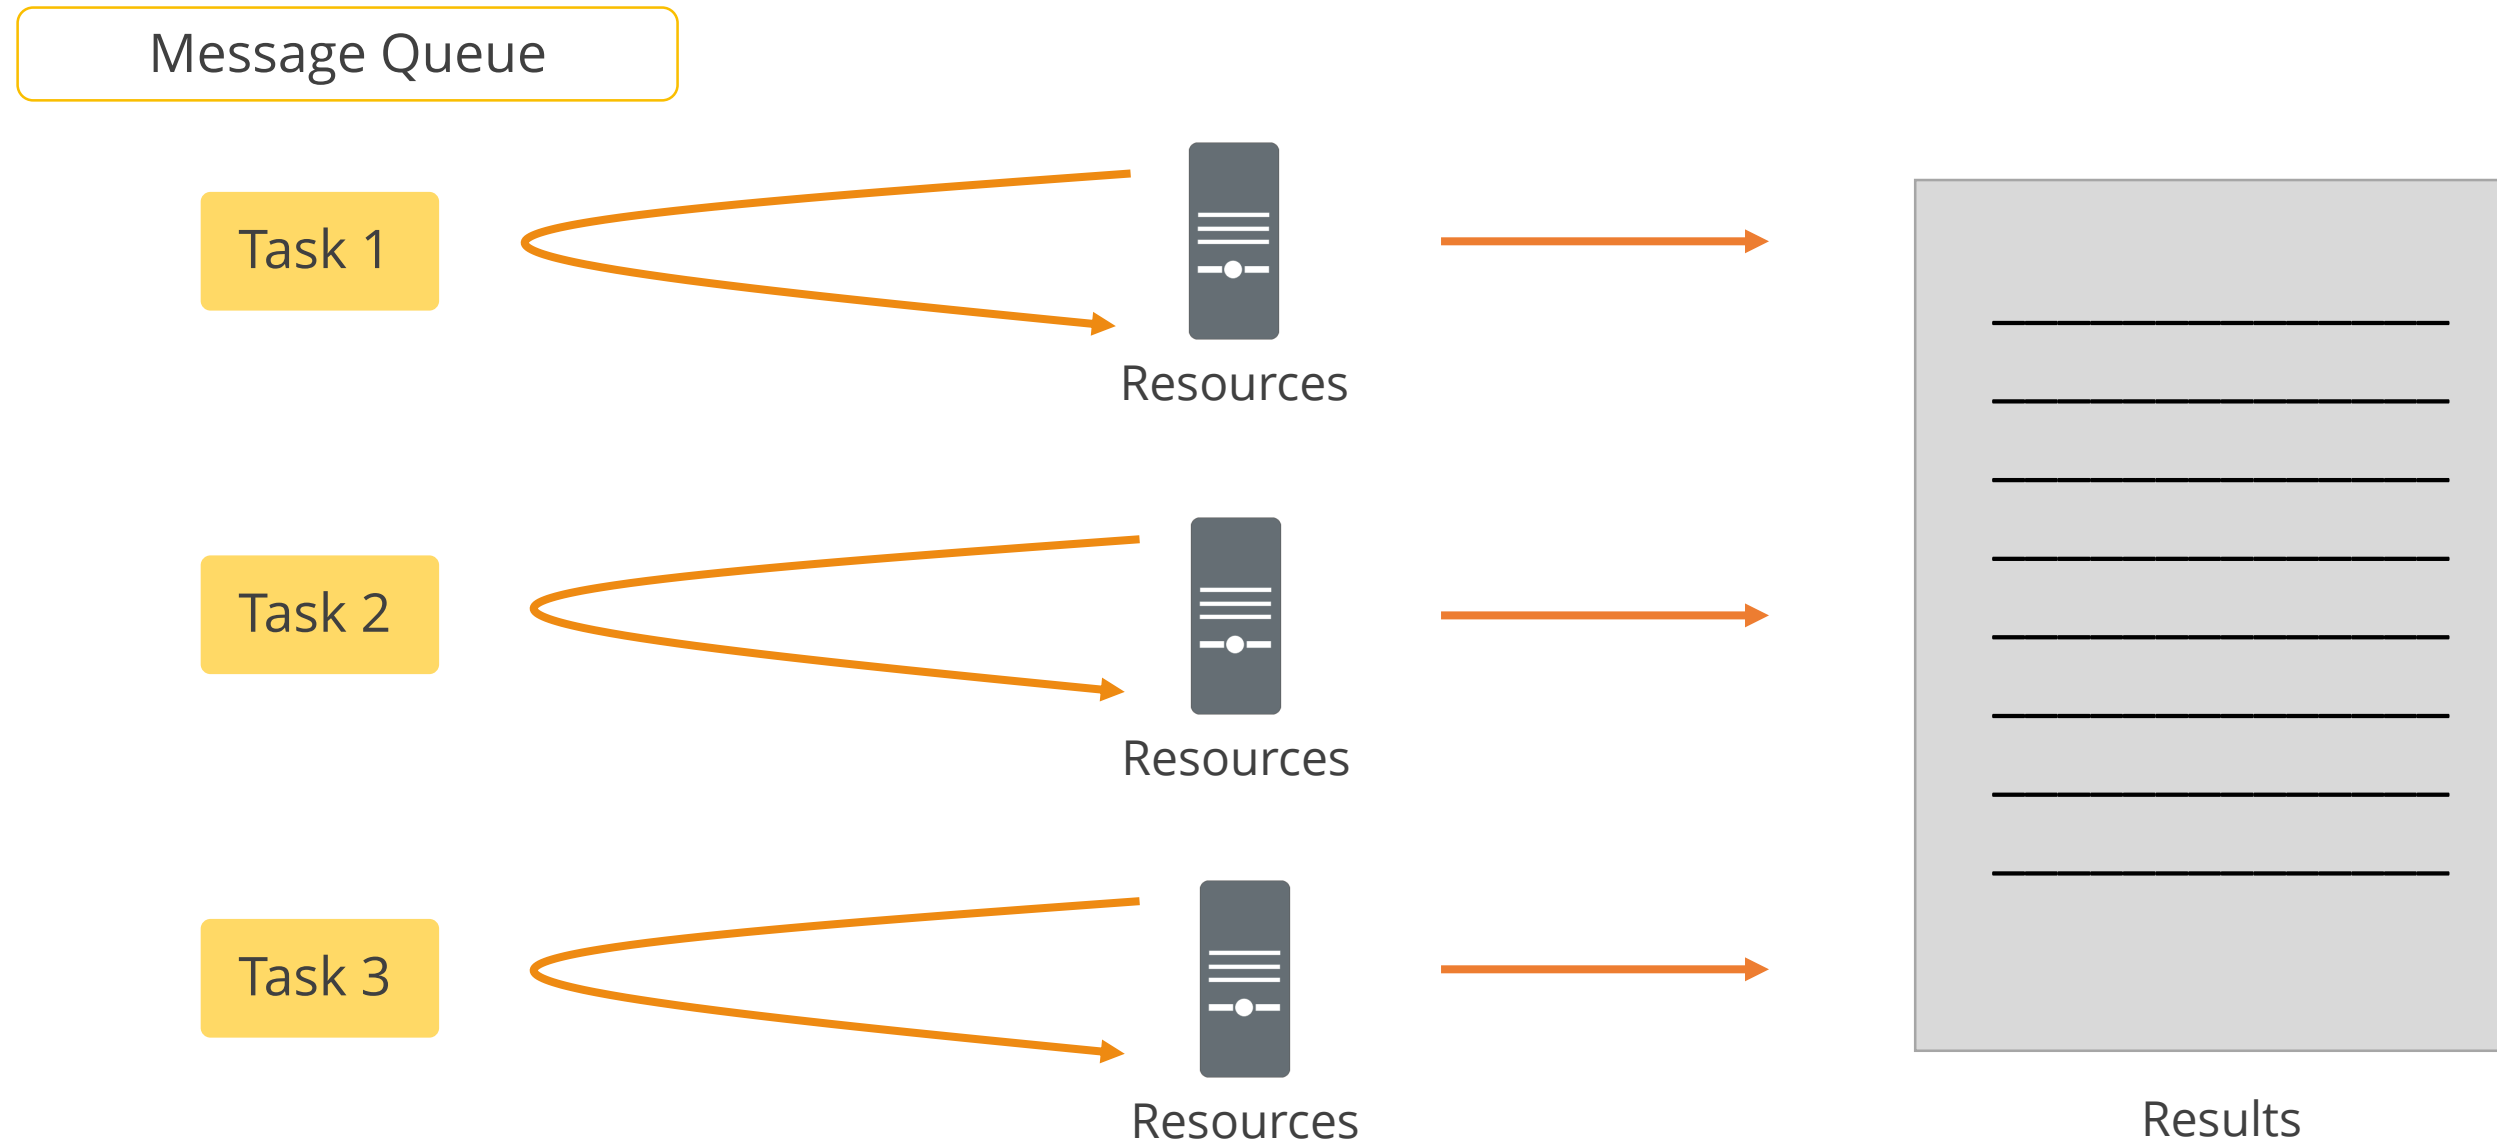 Message Queue
Task 1
Resources
Task 2
Resources
Task 3
Resources
Results